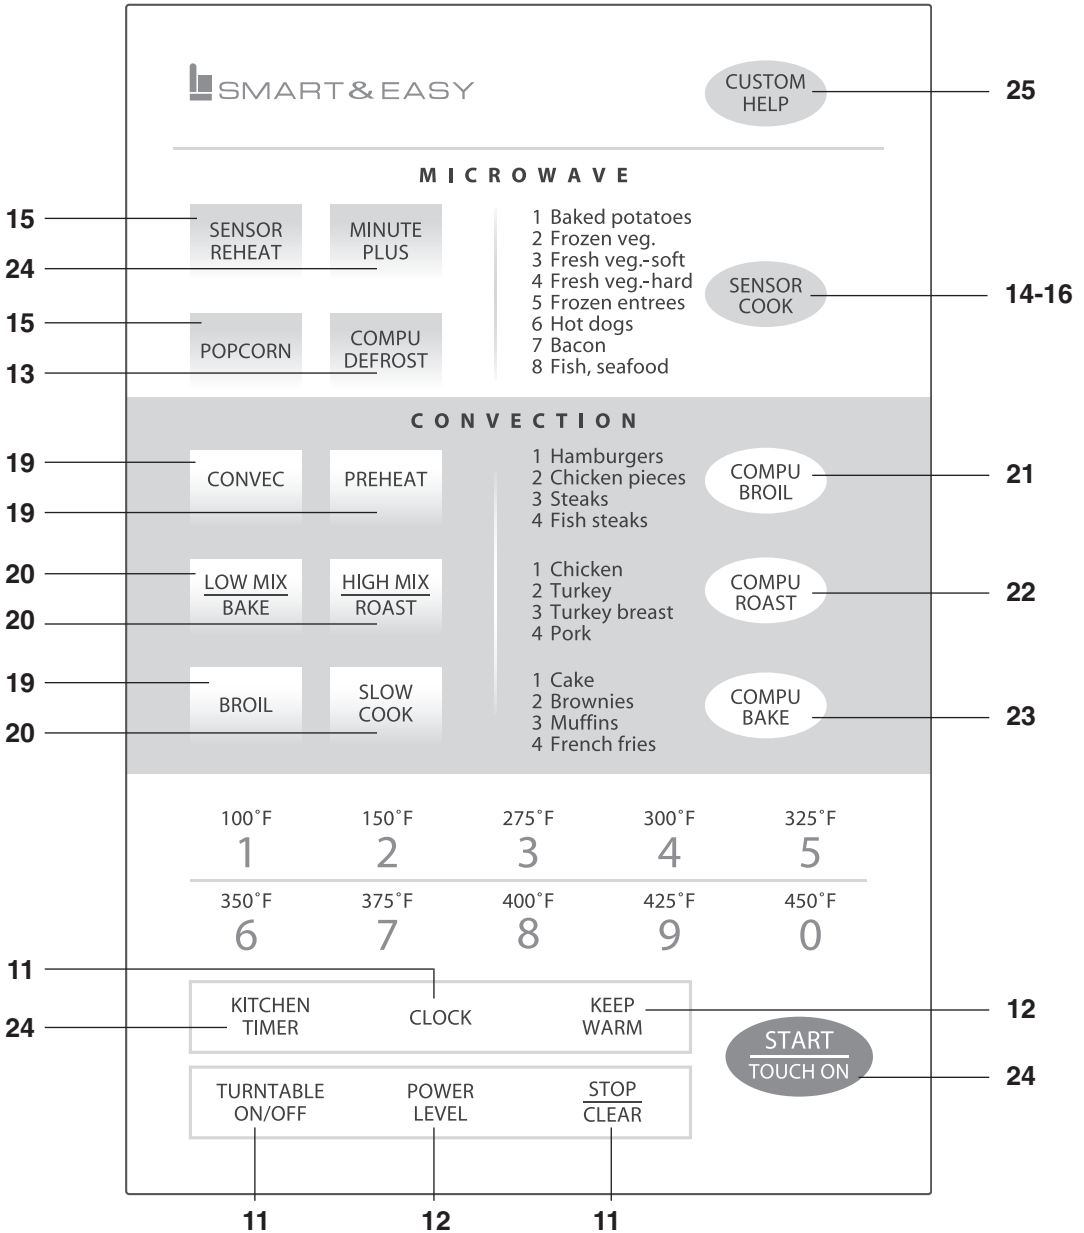 SMART & EASY
CUSTOM
HELP
25
MICROWAVE
15
SENSOR
REHEAT
24
MINUTE
PLUS
1 Baked potatoes
2 Frozen veg.
3 Fresh veg.-soft
4 Fresh veg.-hard
5 Frozen entrees
6 Hot dogs
7 Bacon
8 Fish, seafood
SENSOR
COOK
14-16
15
POPCORN
13
COMPU
DEFROST
CONVECTION
19
CONVEC
19
PREHEAT
1 Hamburgers
2 Chicken pieces
3 Steaks
4 Fish steaks
COMPU
BROIL
21
20
LOW MIX
BAKE
20
HIGH MIX
ROAST
1 Chicken
2 Turkey
3 Turkey breast
4 Pork
COMPU
ROAST
22
19
BROIL
20
SLOW
COOK
1 Cake
2 Brownies
3 Muffins
4 French fries
COMPU
BAKE
23
100˚F 150˚F 275˚F 300˚F 325˚F
1 2 3 4 5
350˚F 375˚F 400˚F 425˚F 450˚F
6 7 8 9 0
11
24
KITCHEN
TIMER
CLOCK
KEEP
WARM
12
START
TOUCH ON
24
TURNTABLE
ON/OFF
POWER
LEVEL
STOP
CLEAR
11 12 11